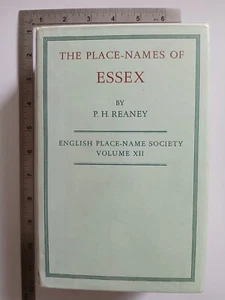 THE PLACE-NAMES OF
ESSEX
BY
P. H. REANEY
ENGLISH PLACE-NAME SOCIETY
VOLUME XII